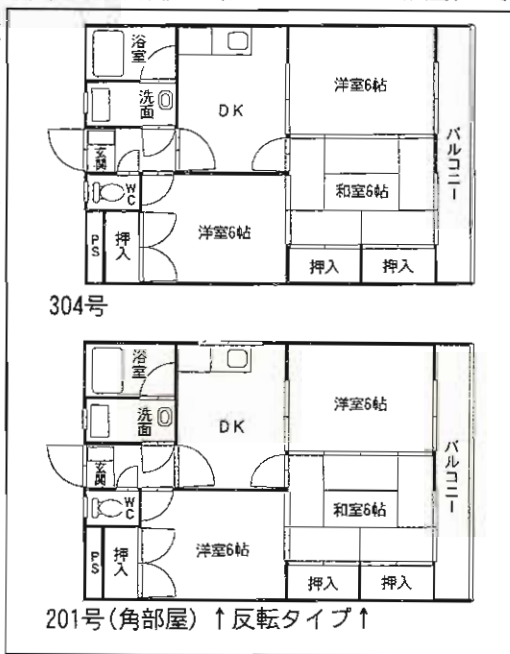 浴室
洗面
DK
洋室6帖
玄関
WC
和室6帖
バルコニー
PS
押入
洋室6帖
押入
押入
304号
浴室
洗面
DK
洋室6帖
玄関
WC
和室6帖
バルコニー
PS
押入
洋室6帖
押入
押入
201号(角部屋) ↑反転タイプ↑